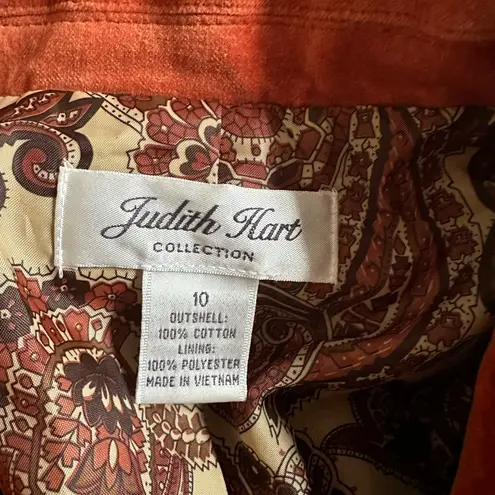 Judith Hart
COLLECTION
10
OUTSHELL:
100% COTTON
LINING:
100% POLYESTER
MADE IN VIETNAM